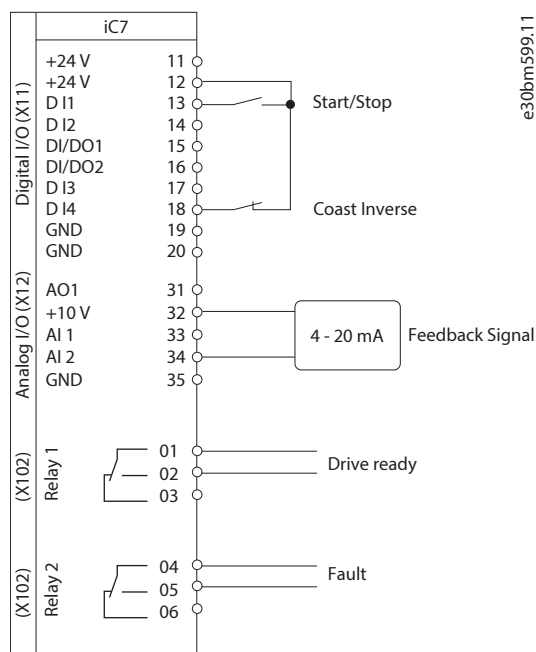 iC7
e30bm599.11
Digital I/O (X11)
+24 V 11
+24 V 12
D I1 13 Start/Stop
D I2 14
DI/DO1 15
DI/DO2 16
D I3 17
D I4 18 Coast Inverse
GND 19
GND 20
Analog I/O (X12)
AO1 31
+10 V 32
AI 1 33 4 - 20 mA Feedback Signal
AI 2 34
GND 35
(X102)
Relay 1
01
02 Drive ready
03
(X102)
Relay 2
04
05 Fault
06